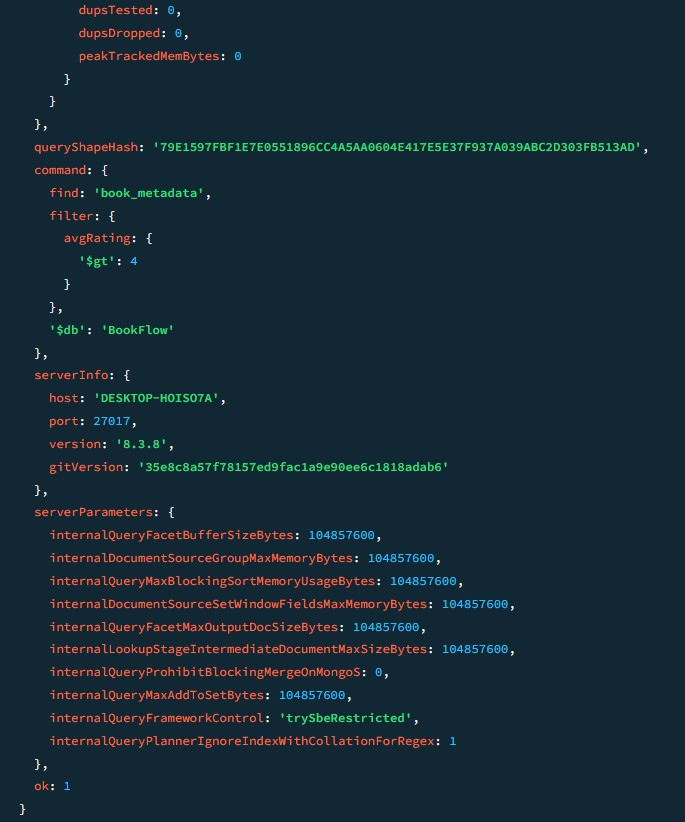 dupsTested: 0,
dupsDropped: 0,
peakTrackedMemBytes: 0
}
}
},
queryShapeHash: '79E1597FBF1E7E0551896CC4A5AA0604E417E5E37F937A039ABC2D303FB513AD',
command: {
find: 'book_metadata',
filter: {
avgRating: {
'$gt': 4
}
},
'$db': 'BookFlow'
},
serverInfo: {
host: 'DESKTOP-HOISO7A',
port: 27017,
version: '8.3.8',
gitVersion: '35e8c8a57f78157ed9fac1a9e90ee6c1818adab6'
},
serverParameters: {
internalQueryFacetBufferSizeBytes: 104857600,
internalDocumentSourceGroupMaxMemoryBytes: 104857600,
internalQueryMaxBlockingSortMemoryUsageBytes: 104857600,
internalDocumentSourceSetWindowFieldsMaxMemoryBytes: 104857600,
internalQueryFacetMaxOutputDocSizeBytes: 104857600,
internalLookupStageIntermediateDocumentMaxSizeBytes: 104857600,
internalQueryProhibitBlockingMergeOnMongoS: 0,
internalQueryMaxAddToSetBytes: 104857600,
internalQueryFrameworkControl: 'trySbeRestricted',
internalQueryPlannerIgnoreIndexWithCollationForRegex: 1
},
ok: 1
}